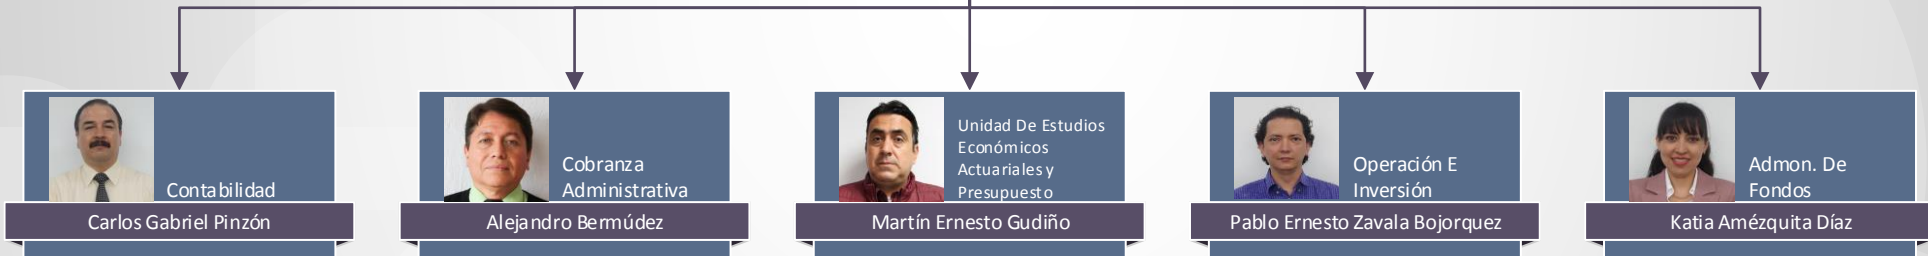 Contabilidad
Carlos Gabriel Pinzón
Cobranza
Administrativa
Alejandro Bermúdez
Unidad De Estudios
Económicos
Actuariales y
Presupuesto
Martín Ernesto Gudiño
Operación E
Inversión
Pablo Ernesto Zavala Bojorquez
Admon. De
Fondos
Katia Amézquita Díaz